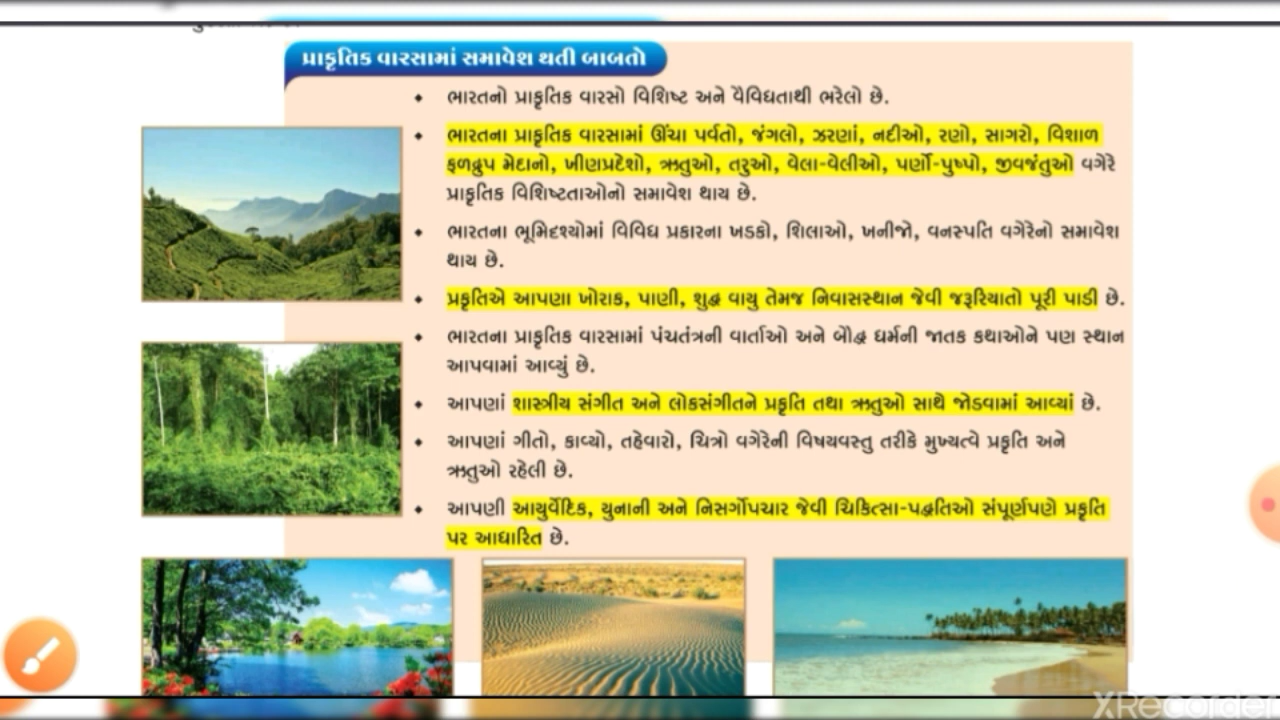 પ્રાકૃતિક વારસામાં સમાવેશ થતી બાબતો
♦ ભારતનો પ્રાકૃતિક વારસો વિશિષ્ટ અને વૈવિધતાથી ભરેલો છે.
♦ ભારતના પ્રાકૃતિક વારસામાં ઊંચા પર્વતો, જંગલો, ઝરણાં, નદીઓ, રણો, સાગરો, વિશાળ
ફળદ્રુપ મેદાનો, ખીણપ્રદેશો, ઋતુઓ, તરુઓ, વેલા-વેલીઓ, પર્ણો-પુષ્પો, જીવજંતુઓ વગેરે
પ્રાકૃતિક વિશિષ્ટતાઓનો સમાવેશ થાય છે.
♦ ભારતના ભૂમિદશ્યોમાં વિવિધ પ્રકારના ખડકો, શિલાઓ, ખનીજો, વનસ્પતિ વગેરેનો સમાવેશ
થાય છે.
♦ પ્રકૃતિએ આપણા ખોરાક, પાણી, શુદ્ધ વાયુ તેમજ નિવાસસ્થાન જેવી જરૂરિયાતો પૂરી પાડી છે.
♦ ભારતના પ્રાકૃતિક વારસામાં પંચતંત્રની વાર્તાઓ અને બૌદ્ધ ધર્મની જાતક કથાઓને પણ સ્થાન
આપવામાં આવ્યું છે.
♦ આપણાં શાસ્ત્રીય સંગીત અને લોકસંગીતને પ્રકૃતિ તથા ઋતુઓ સાથે જોડવામાં આવ્યાં છે.
♦ આપણાં ગીતો, કાવ્યો, તહેવારો, ચિત્રો વગેરેની વિષયવસ્તુ તરીકે મુખ્યત્વે પ્રકૃતિ અને
ઋતુઓ રહેલી છે.
♦ આપણી આયુર્વેદિક, યુનાની અને નિસર્ગોપચાર જેવી ચિકિત્સા-પદ્ધતિઓ સંપૂર્ણપણે પ્રકૃતિ
પર આધારિત છે.
XRecorder